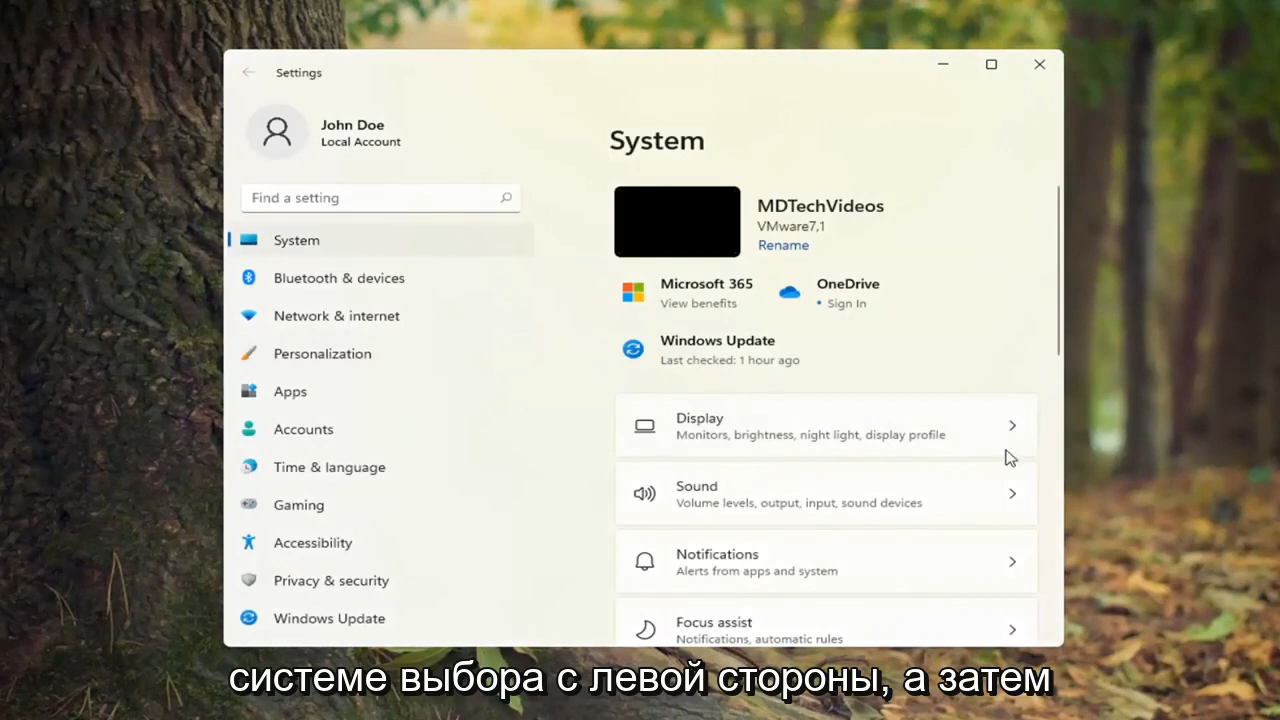 Settings
John Doe
Local Account
Find a setting
System
Bluetooth & devices
Network & internet
Personalization
Apps
Accounts
Time & language
Gaming
Accessibility
Privacy & security
Windows Update
System
MDTechVideos
VMware7,1
Rename
Microsoft 365
View benefits
OneDrive
• Sign In
Windows Update
Last checked: 1 hour ago
Display
Monitors, brightness, night light, display profile
Sound
Volume levels, output, input, sound devices
Notifications
Alerts from apps and system
Focus assist
Notifications, automatic rules
системе выбора с левой стороны, а затем